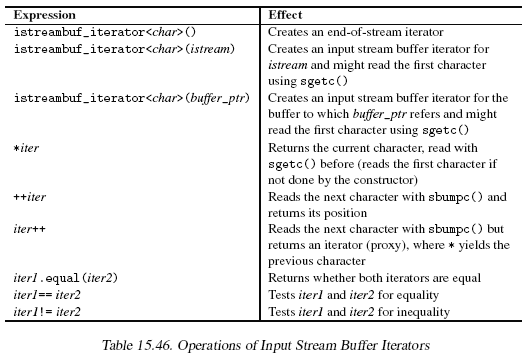 Expression Effect
istreambuf_iterator<char>() Creates an end-of-stream iterator
istreambuf_iterator<char>(istream) Creates an input stream buffer iterator for
istream and might read the first character
using sgetc()
istreambuf_iterator<char>(buffer_ptr) Creates an input stream buffer iterator for the
buffer to which buffer_ptr refers and might
read the first character using sgetc()
*iter Returns the current character, read with
sgetc() before (reads the first character if
not done by the constructor)
++iter Reads the next character with sbumpc() and
returns its position
iter++ Reads the next character with sbumpc() but
returns an iterator (proxy), where * yields the
previous character
iter1.equal(iter2) Returns whether both iterators are equal
iter1== iter2 Tests iter1 and iter2 for equality
iter1!= iter2 Tests iter1 and iter2 for inequality
Table 15.46. Operations of Input Stream Buffer Iterators